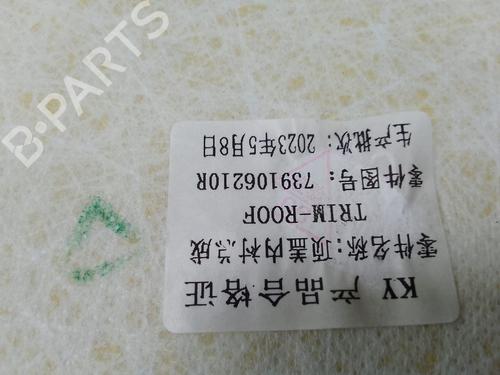 KY 产品合格证
零件名称：顶盖内衬总成
TRIM-ROOF
零件图号：739106210R
生产批次：2023年5月8日
B-PARTS